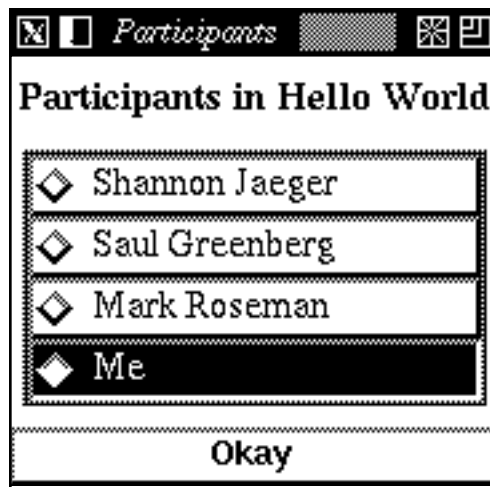 Participants
Participants in Hello World
Shannon Jaeger
Saul Greenberg
Mark Roseman
Me
Okay